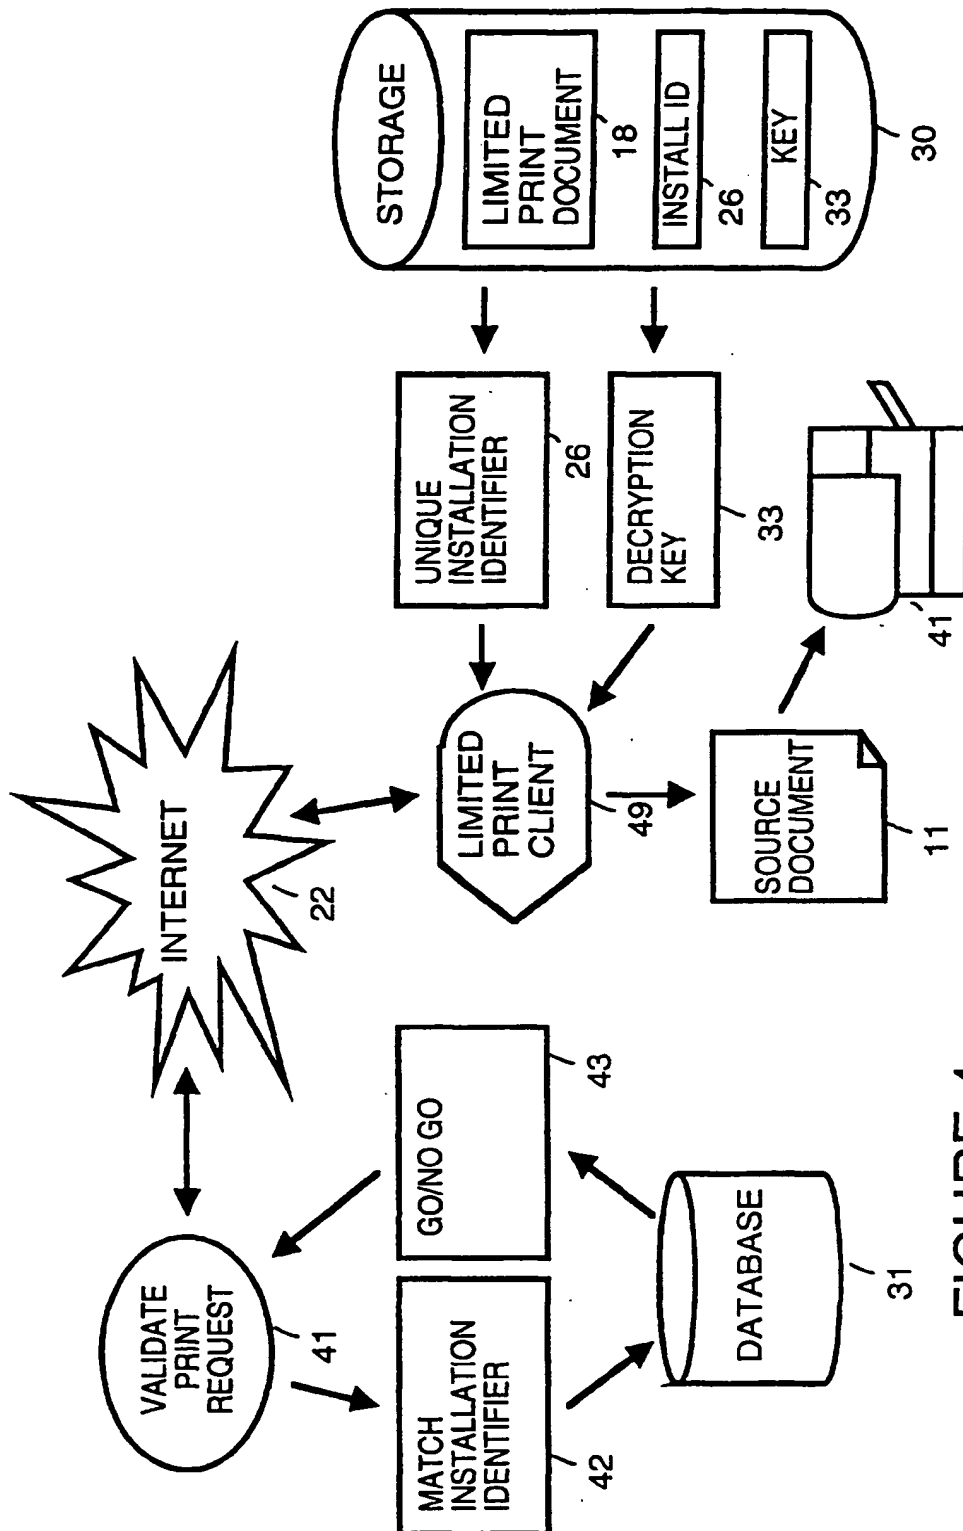 VALIDATE
PRINT
REQUEST
41
INTERNET
22
MATCH
INSTALLATION
IDENTIFIER
42
GO/NO GO
43
DATABASE
31
LIMITED
PRINT
CLIENT
49
SOURCE
DOCUMENT
11
UNIQUE
INSTALLATION
IDENTIFIER
26
DECRYPTION
KEY
33
41
STORAGE
LIMITED
PRINT
DOCUMENT
18
INSTALL ID
26
KEY
33
30
FIGURE 4